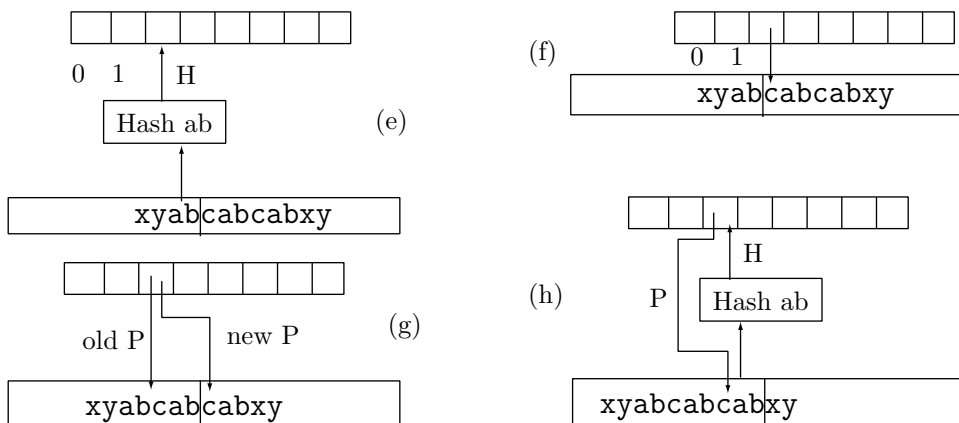 0 1 H
Hash ab
(e)
xyabcabcabxy
(f)
0 1
xyabcabcabxy
old P
new P
(g)
xyabcabcabxy
(h)
H
P
Hash ab
xyabcabcabxy